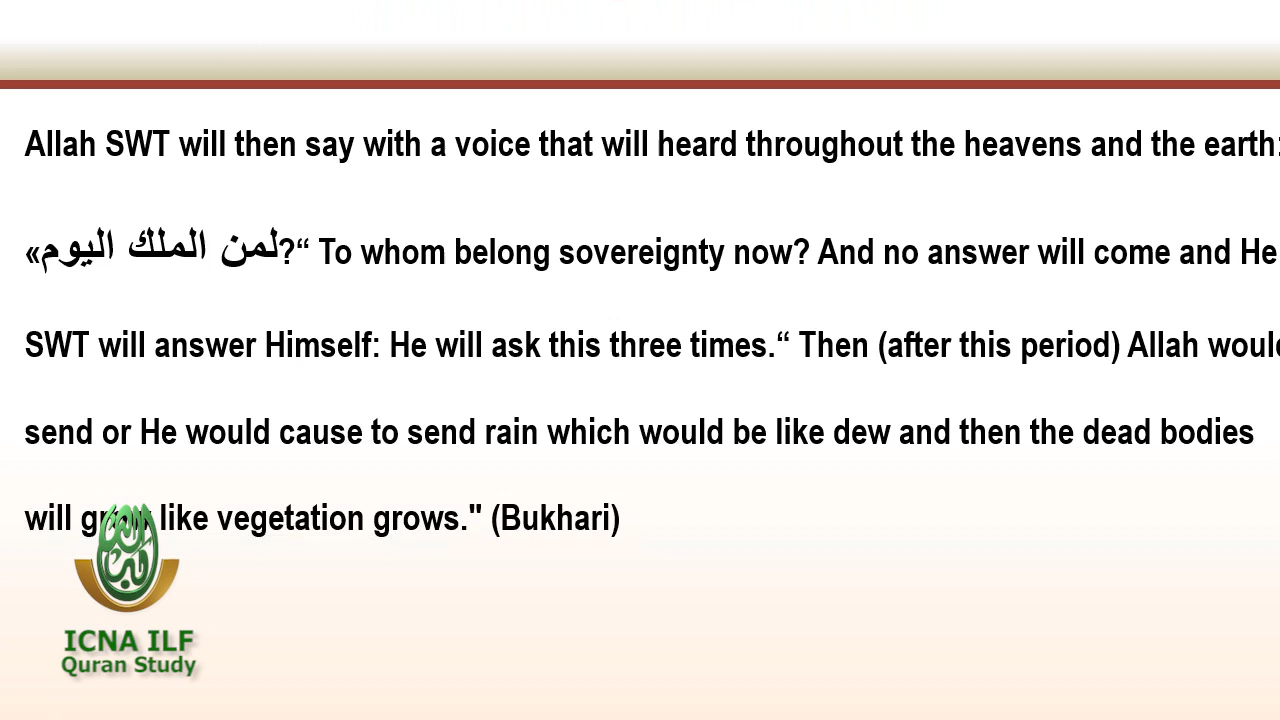 Allah SWT will then say with a voice that will heard throughout the heavens and the earth:
«لمن الملك اليوم?“ To whom belong sovereignty now? And no answer will come and He
SWT will answer Himself: He will ask this three times.“ Then (after this period) Allah would
send or He would cause to send rain which would be like dew and then the dead bodies
will grow like vegetation grows." (Bukhari)
ICNA ILF
Quran Study